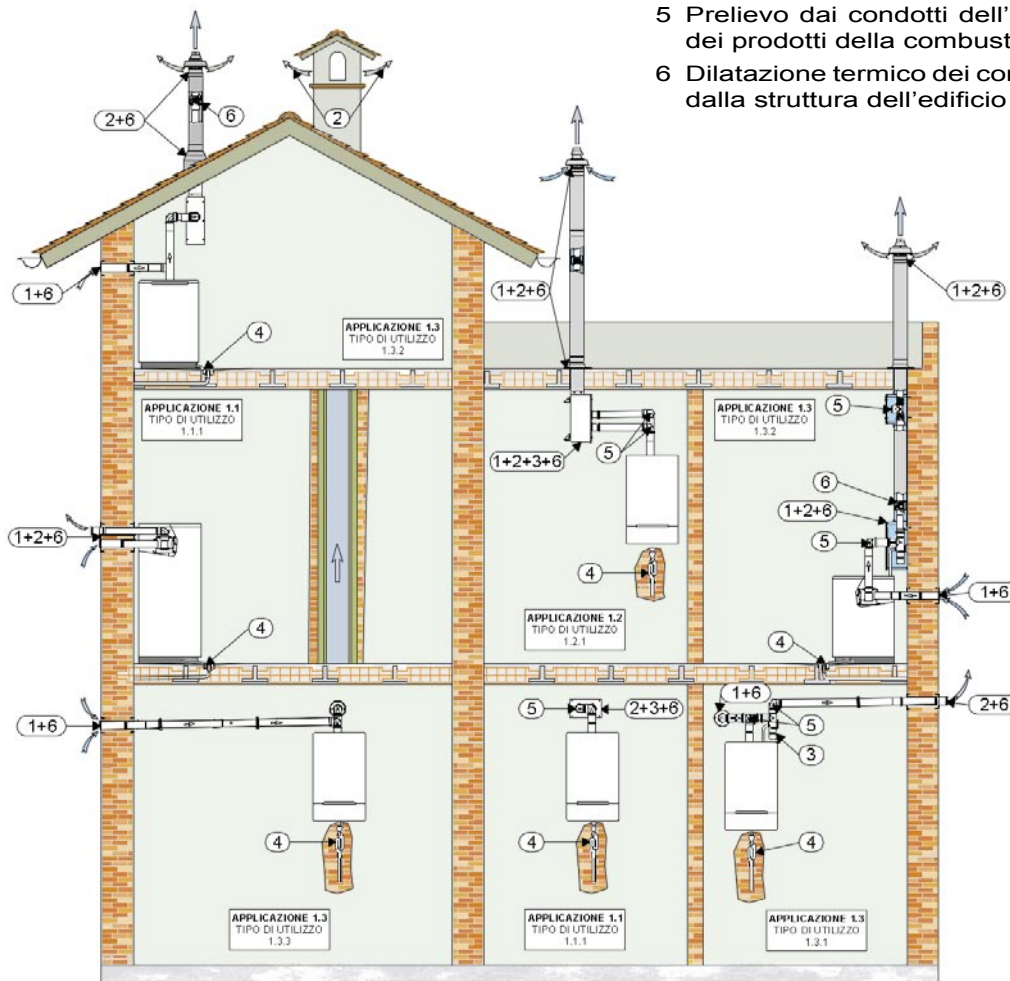 5 Prelievo dai condotti dell'
dei prodotti della combust
6 Dilatazione termico dei cor
dalla struttura dell'edificio
2+6
6
2
1+6
4
APPLICAZIONE 1.3
TIPO DI UTILIZZO
1.3.2
1+2+6
1+2+6
APPLICAZIONE 1.1
TIPO DI UTILIZZO
1.1.1
1+2+3+6
5
APPLICAZIONE 1.3
TIPO DI UTILIZZO
1.3.2
5
6
1+2+6
5
1+2+6
4
4
APPLICAZIONE 1.2
TIPO DI UTILIZZO
1.2.1
1+6
4
1+6
5
2+3+6
1+6
5
3
2+6
4
4
4
APPLICAZIONE 1.3
TIPO DI UTILIZZO
1.3.3
APPLICAZIONE 1.1
TIPO DI UTILIZZO
1.1.1
APPLICAZIONE 1.3
TIPO DI UTILIZZO
1.3.1